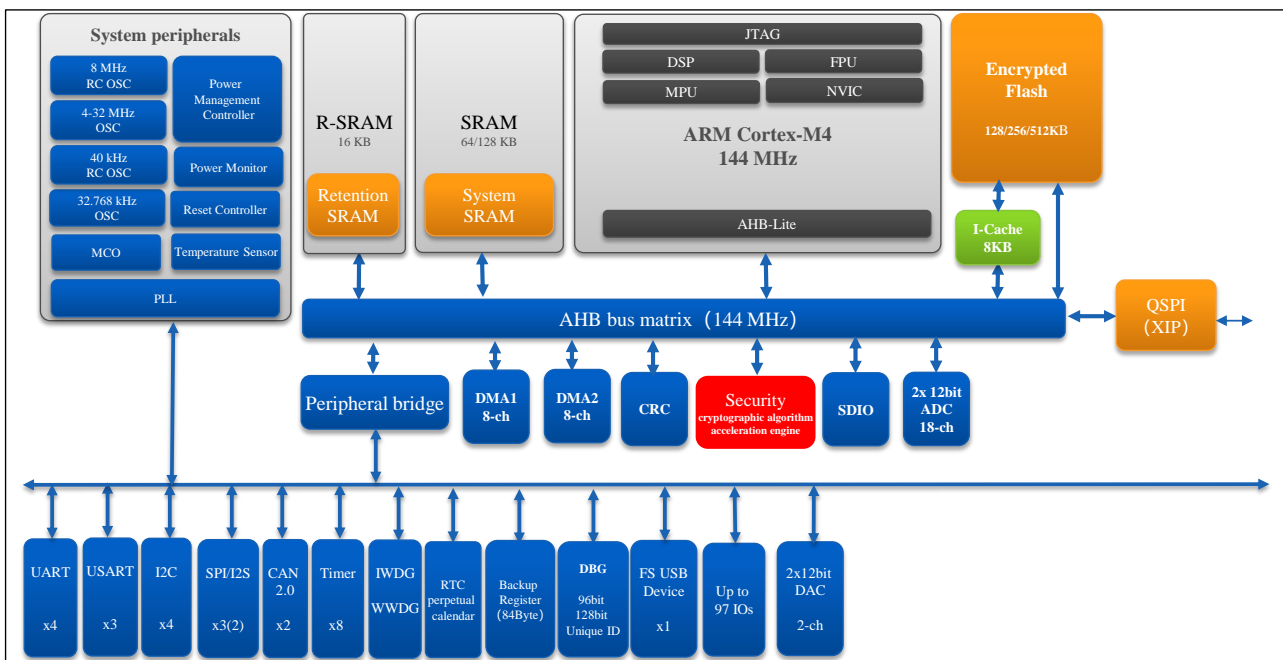 System peripherals
8 MHz
RC OSC
4-32 MHz
OSC
40 kHz
RC OSC
32.768 kHz
OSC
MCO
Power
Management
Controller
Power Monitor
Reset Controller
Temperature Sensor
PLL
R-SRAM
16 KB
Retention
SRAM
SRAM
64/128 KB
System
SRAM
JTAG
DSP
FPU
MPU
NVIC
ARM Cortex-M4
144 MHz
AHB-Lite
Encrypted
Flash
128/256/512KB
I-Cache
8KB
AHB bus matrix（144 MHz）
QSPI
（XIP）
Peripheral bridge
DMA1
8-ch
DMA2
8-ch
CRC
Security
cryptographic algorithm
acceleration engine
SDIO
2x 12bit
ADC
18-ch
UART
x4
USART
x3
I2C
x4
SPI/I2S
x3(2)
CAN
2.0
x2
Timer
x8
IWDG
WWDG
RTC
perpetual
calendar
Backup
Register
（84Byte）
DBG
96bit
128bit
Unique ID
FS USB
Device
x1
Up to
97 IOs
2x12bit
DAC
2-ch